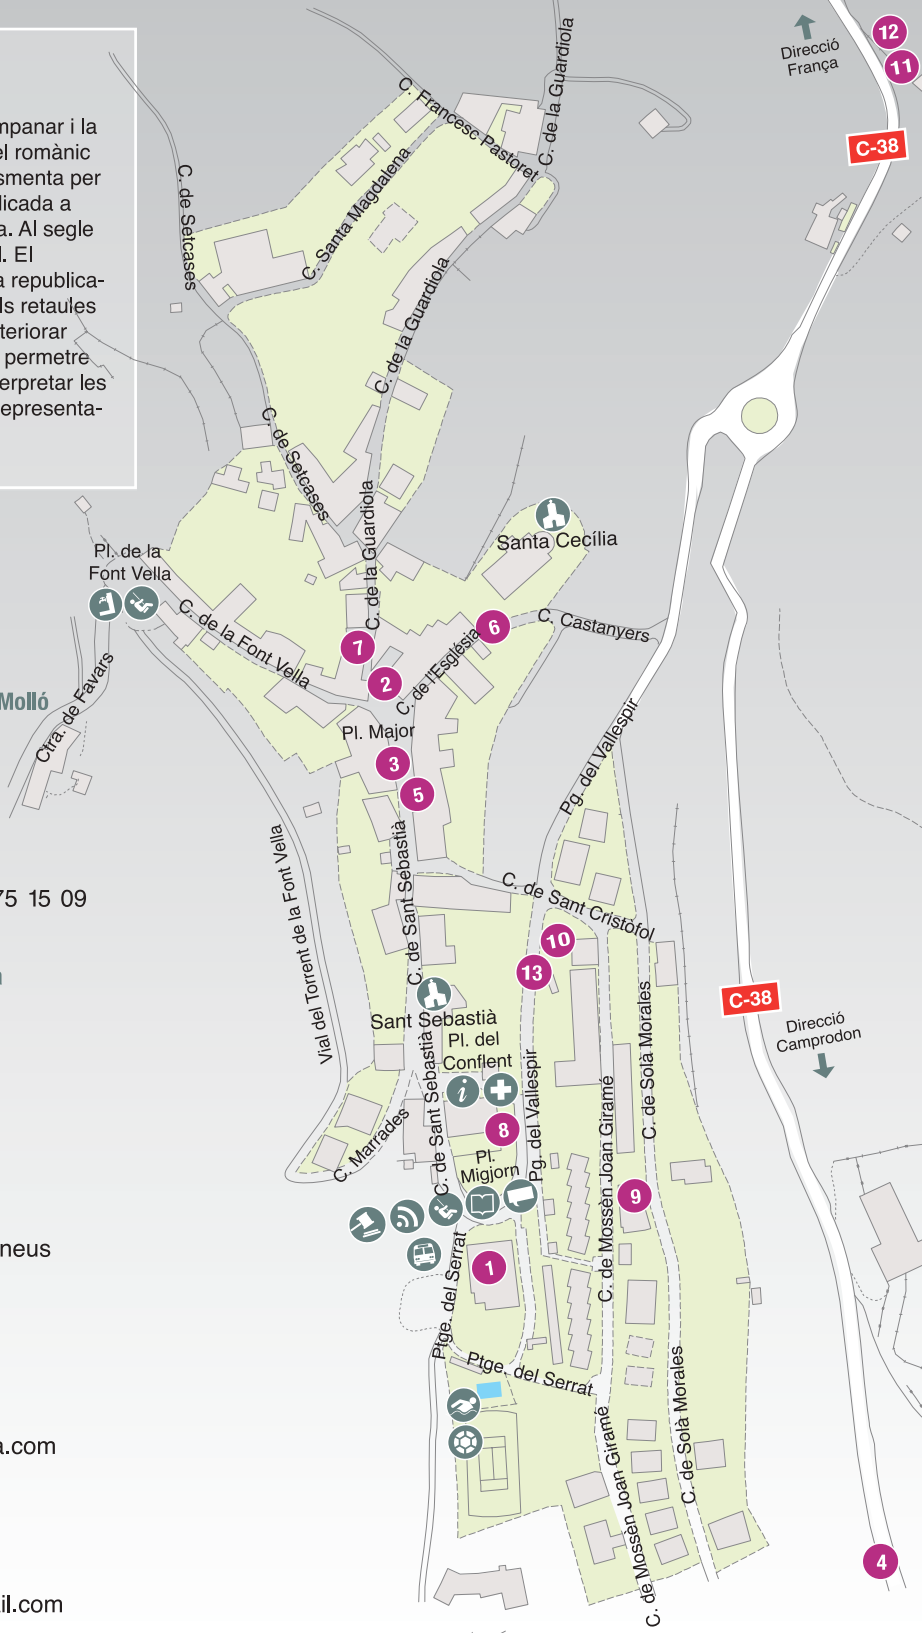 mpanar i la
el romànic
smenta per
dicada a
a. Al segle
l. El
a republica-
ls retaules
teriorar
permetre
erpretar les
epresenta-
12
11
Direcció
França
C-38
C. de la Guardiola
C. Francesc Pastoret
C. de Setcases
C. Santa Magdalena
C. de la Guardiola
C. de Setcases
C. de la Guardiola
Santa Cecília
Pl. de la
Font Vella
C. de la Font Vella
C. Castanyers
6
7
2
C. de l'Església
Ctra. de Favars
Molló
Pl. Major
3
5
Pg. del Vallespir
Vial del Torrent de la Font Vella
C. de Sant Sebastià
C. de Sant Cristòfol
75 15 09
10
13
Sant Sebastià
Pl. del
Conflent
C-38
Direcció
Camprodon
C. de Solà Morales
C. de Sant Sebastià
Pg. del Vallespir
C. de Mossèn Joan Giramé
C. Marrades
i
8
Pl.
Migjorn
9
neus
1
Ptge. del Serrat
Ptge. del Serrat
C. de Solà Morales
C. de Mossèn Joan Giramé
a.com
4
il.com